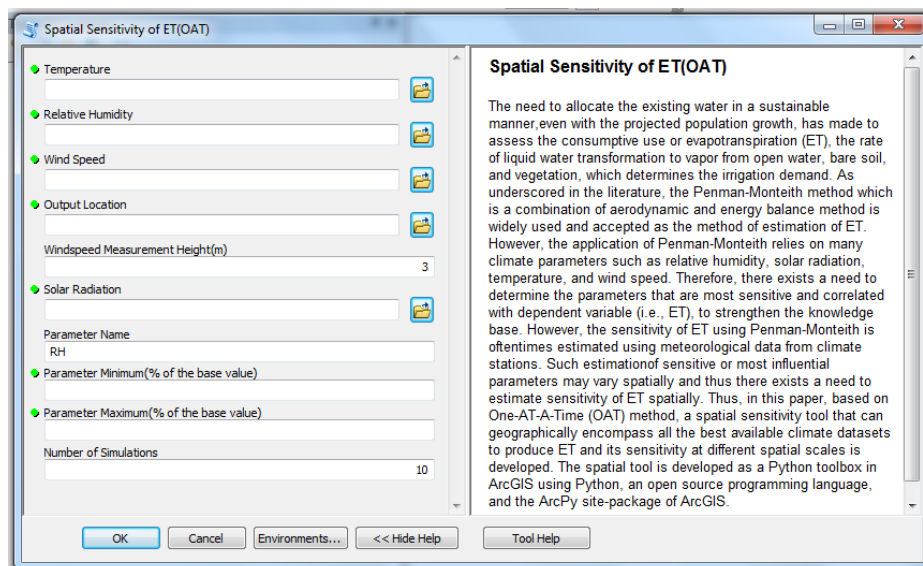 Spatial Sensitivity of ET(OAT)
Temperature
Relative Humidity
Wind Speed
Output Location
Windspeed Measurement Height(m)
3
Solar Radiation
Parameter Name
RH
Parameter Minimum(% of the base value)
Parameter Maximum(% of the base value)
Number of Simulations
10
OK
Cancel
Environments...
<< Hide Help
Spatial Sensitivity of ET(OAT)
The need to allocate the existing water in a sustainable
manner,even with the projected population growth, has made to
assess the consumptive use or evapotranspiration (ET), the rate
of liquid water transformation to vapor from open water, bare soil,
and vegetation, which determines the irrigation demand. As
underscored in the literature, the Penman-Monteith method which
is a combination of aerodynamic and energy balance method is
widely used and accepted as the method of estimation of ET.
However, the application of Penman-Monteith relies on many
climate parameters such as relative humidity, solar radiation,
temperature, and wind speed. Therefore, there exists a need to
determine the parameters that are most sensitive and correlated
with dependent variable (i.e., ET), to strengthen the knowledge
base. However, the sensitivity of ET using Penman-Monteith is
oftentimes estimated using meteorological data from climate
stations. Such estimationof sensitive or most influential
parameters may vary spatially and thus there exists a need to
estimate sensitivity of ET spatially. Thus, in this paper, based on
One-AT-A-Time (OAT) method, a spatial sensitivity tool that can
geographically encompass all the best available climate datasets
to produce ET and its sensitivity at different spatial scales is
developed. The spatial tool is developed as a Python toolbox in
ArcGIS using Python, an open source programming language,
and the ArcPy site-package of ArcGIS.
Tool Help